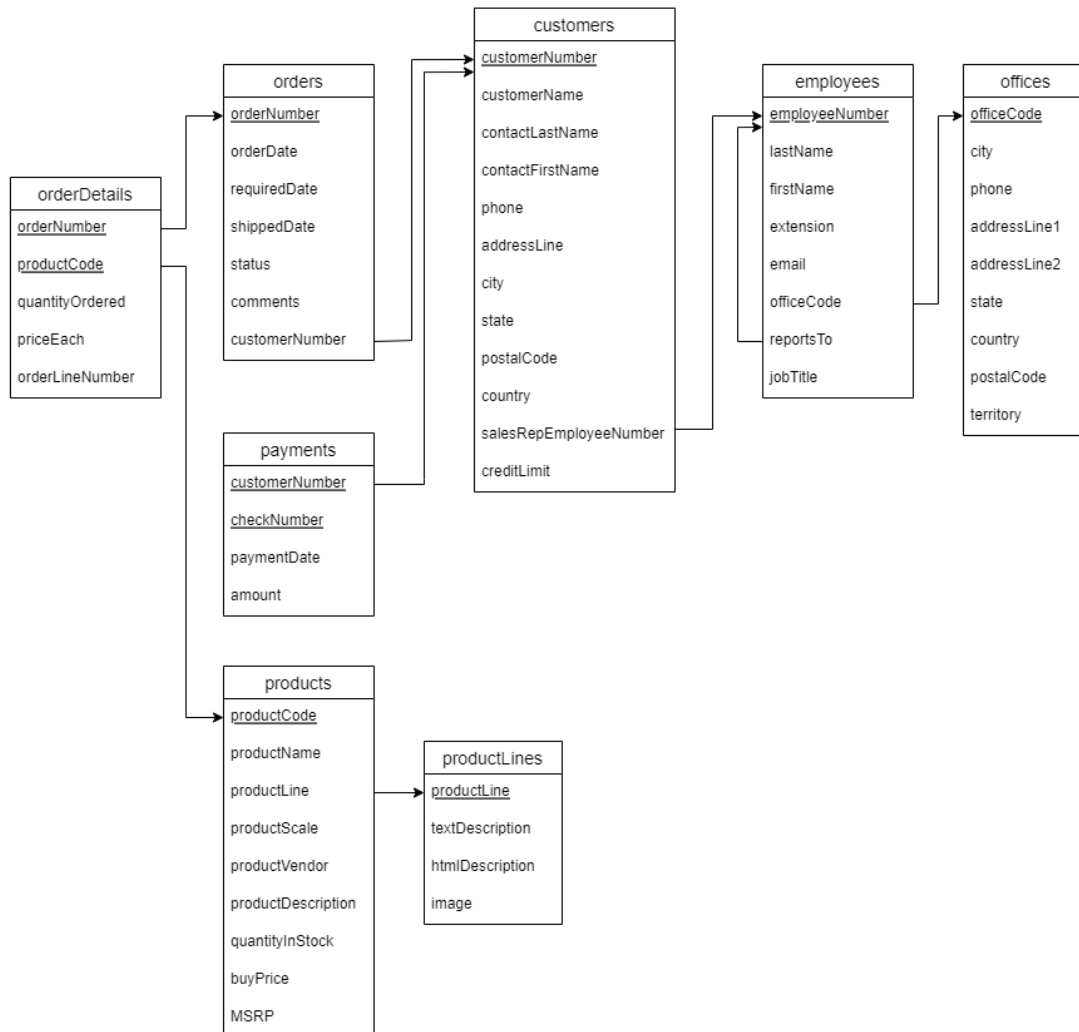 customers
customerNumber
customerName
contactLastName
contactFirstName
phone
addressLine
city
state
postalCode
country
salesRepEmployeeNumber
creditLimit
orders
orderNumber
orderDate
requiredDate
shippedDate
status
comments
customerNumber
employees
employeeNumber
lastName
firstName
extension
email
officeCode
reportsTo
jobTitle
offices
officeCode
city
phone
addressLine1
addressLine2
state
country
postalCode
territory
orderDetails
orderNumber
productCode
quantityOrdered
priceEach
orderLineNumber
payments
customerNumber
checkNumber
paymentDate
amount
products
productCode
productName
productLine
productScale
productVendor
productDescription
quantityInStock
buyPrice
MSRP
productLines
productLine
textDescription
htmlDescription
image